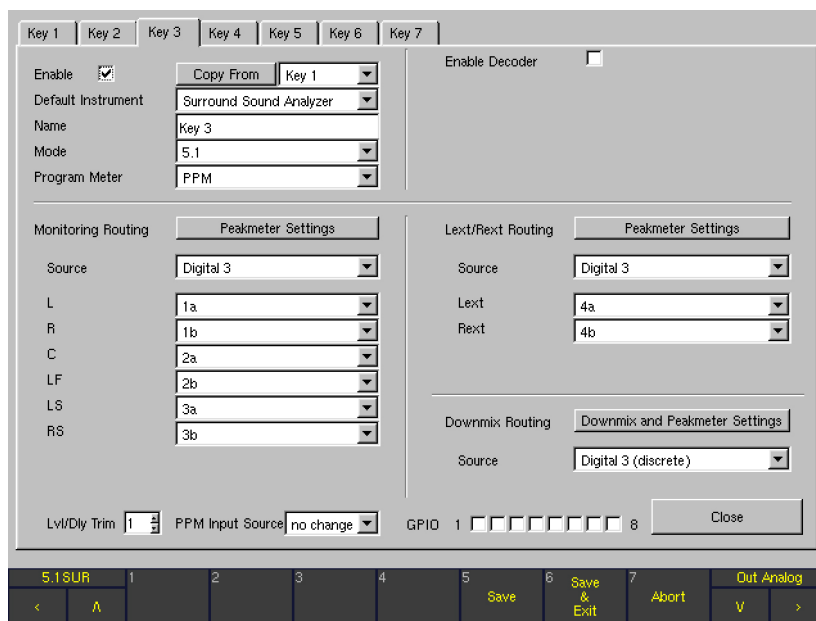 Key 1 Key 2 Key 3 Key 4 Key 5 Key 6 Key 7
Enable Copy From Key 1
Enable Decoder
Default Instrument Surround Sound Analyzer
Name Key 3
Mode 5.1
Program Meter PPM
Monitoring Routing Peakmeter Settings
Source Digital 3
L 1a
R 1b
C 2a
LF 2b
LS 3a
RS 3b
Lext/Rext Routing Peakmeter Settings
Source Digital 3
Lext 4a
Rext 4b
Downmix Routing Downmix and Peakmeter Settings
Source Digital 3 (discrete)
Lvl/Dly Trim 1 PPM Input Source no change GPIO 1 8 Close
5.1SUR 1 2 3 4 5 Save 6 Save & Exit 7 Abort Out Analog
< Λ V >